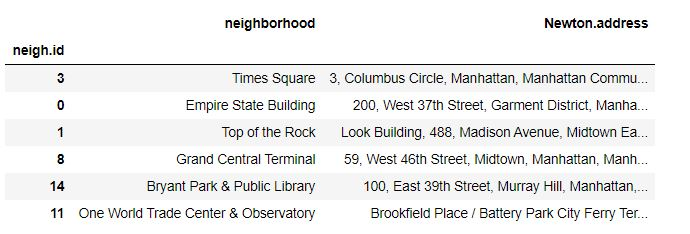 neighborhood Newton.address
neigh.id
3 Times Square 3, Columbus Circle, Manhattan, Manhattan Commu...
0 Empire State Building 200, West 37th Street, Garment District, Manha...
1 Top of the Rock Look Building, 488, Madison Avenue, Midtown Ea...
8 Grand Central Terminal 59, West 46th Street, Midtown, Manhattan, Manh...
14 Bryant Park & Public Library 100, East 39th Street, Murray Hill, Manhattan,...
11 One World Trade Center & Observatory Brookfield Place / Battery Park City Ferry Ter...